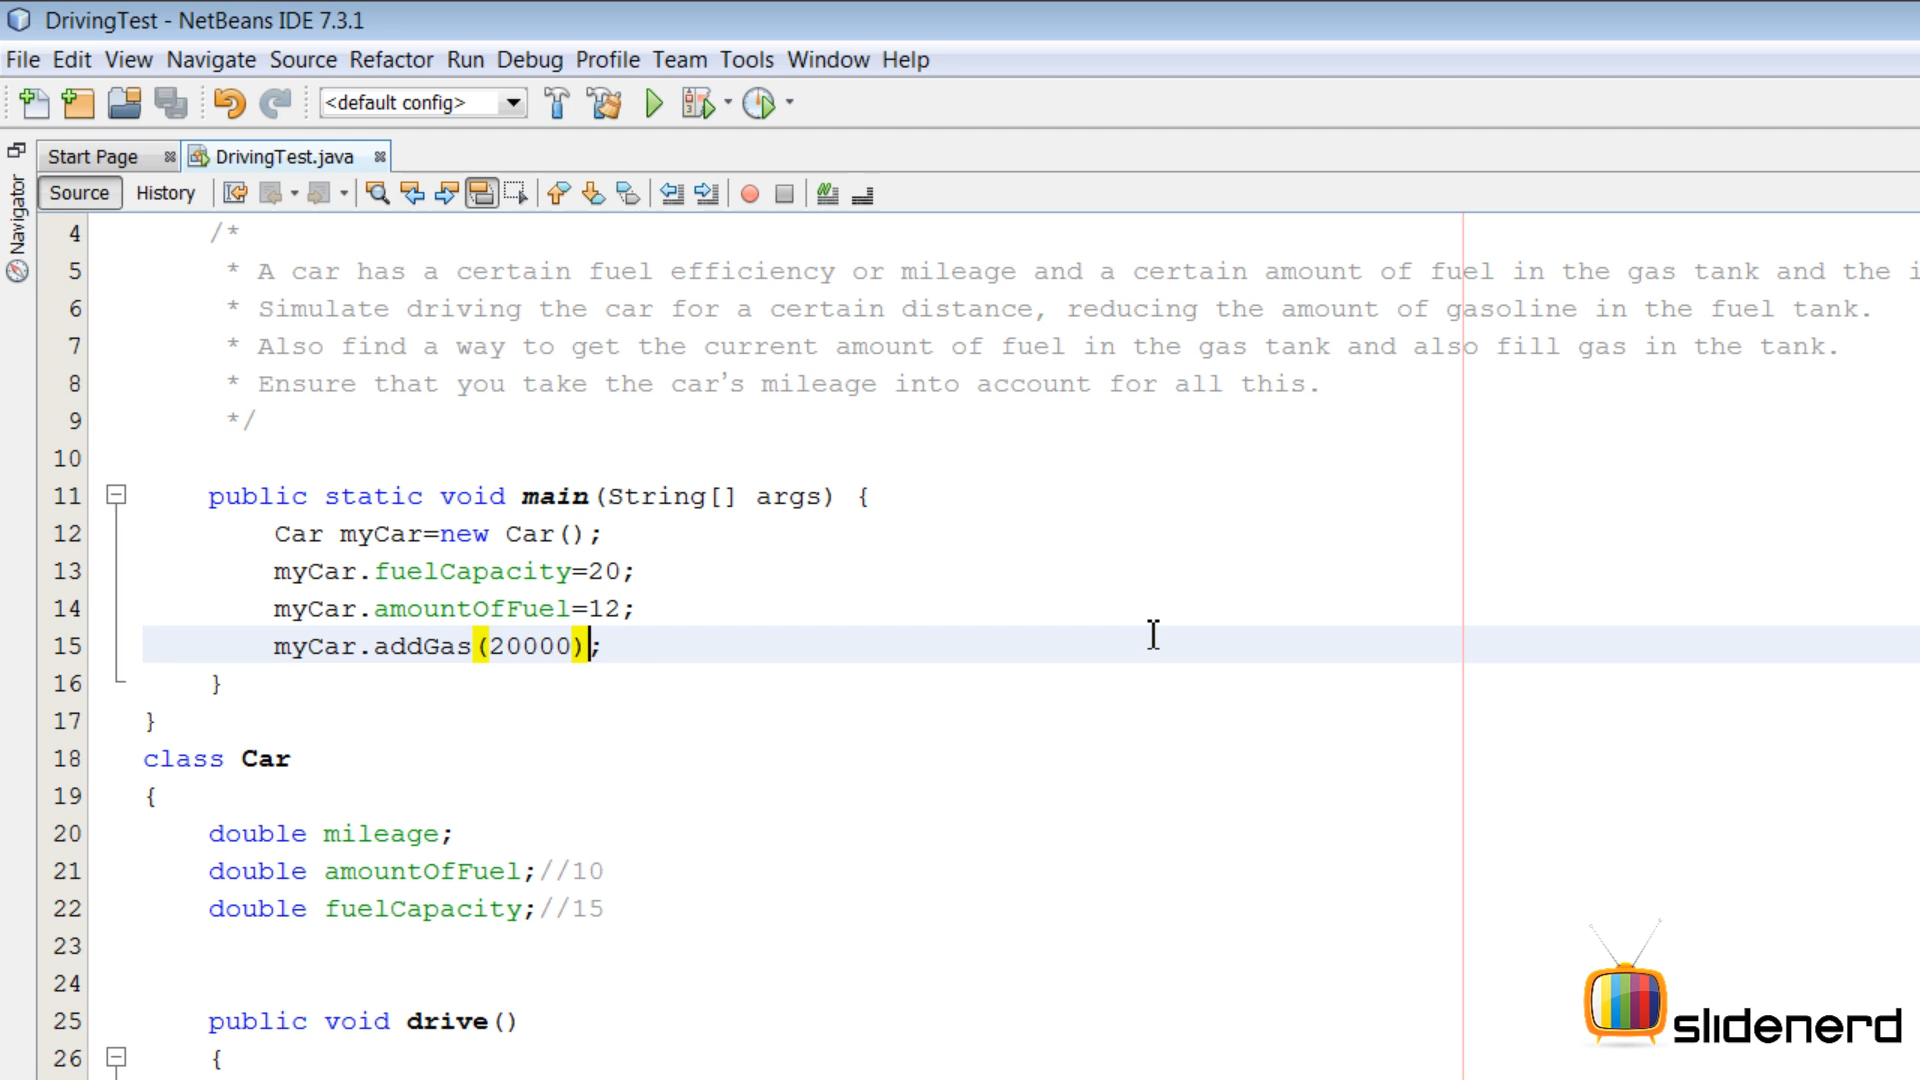 DrivingTest - NetBeans IDE 7.3.1
File Edit View Navigate Source Refactor Run Debug Profile Team Tools Window Help
<default config>
Start Page DrivingTest.java
Navigator
Source History
4 /*
5 * A car has a certain fuel efficiency or mileage and a certain amount of fuel in the gas tank and the i
6 * Simulate driving the car for a certain distance, reducing the amount of gasoline in the fuel tank.
7 * Also find a way to get the current amount of fuel in the gas tank and also fill gas in the tank.
8 * Ensure that you take the car’s mileage into account for all this.
9 */
10
11 public static void main(String[] args) {
12 Car myCar=new Car();
13 myCar.fuelCapacity=20;
14 myCar.amountOfFuel=12;
15 myCar.addGas(20000);
16 }
17 }
18 class Car
19 {
20 double mileage;
21 double amountOfFuel;//10
22 double fuelCapacity;//15
23
24
25 public void drive()
26 {
slidenerd